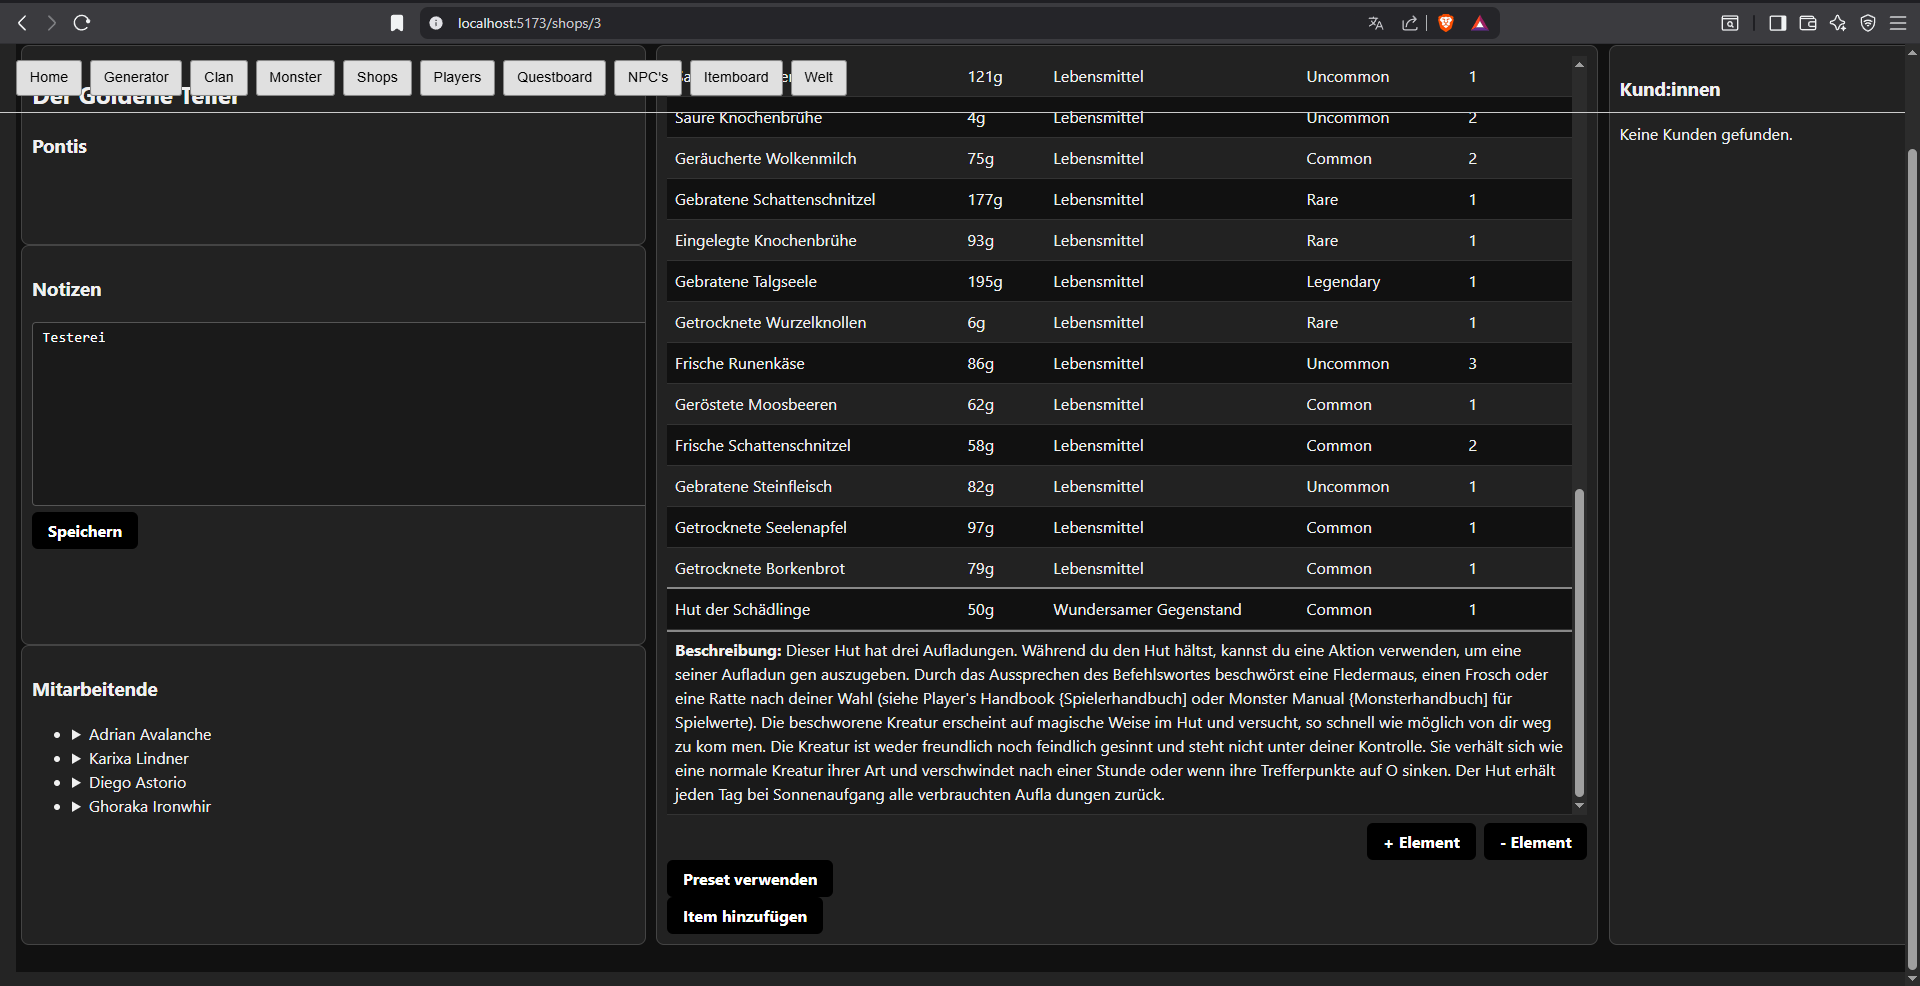 localhost:5173/shops/3
Home Generator Clan Monster Shops Players Questboard NPC's Itemboard Welt
Der Goldene Teller
Pontis
Notizen
Testerei
Speichern
Mitarbeitende
Adrian Avalanche
Karixa Lindner
Diego Astorio
Ghoraka Ironwhir
121g Lebensmittel Uncommon 1
Saure Knochenbrühe 4g Lebensmittel Uncommon 2
Geräucherte Wolkenmilch 75g Lebensmittel Common 2
Gebratene Schattenschnitzel 177g Lebensmittel Rare 1
Eingelegte Knochenbrühe 93g Lebensmittel Rare 1
Gebratene Talgseele 195g Lebensmittel Legendary 1
Getrocknete Wurzelknollen 6g Lebensmittel Rare 1
Frische Runenkäse 86g Lebensmittel Uncommon 3
Geröstete Moosbeeren 62g Lebensmittel Common 1
Frische Schattenschnitzel 58g Lebensmittel Common 2
Gebratene Steinfleisch 82g Lebensmittel Uncommon 1
Getrocknete Seelenapfel 97g Lebensmittel Common 1
Getrocknete Borkenbrot 79g Lebensmittel Common 1
Hut der Schädlinge 50g Wundersamer Gegenstand Common 1
Beschreibung: Dieser Hut hat drei Aufladungen. Während du den Hut hältst, kannst du eine Aktion verwenden, um eine
seiner Aufladun gen auszugeben. Durch das Aussprechen des Befehlswortes beschwörst eine Fledermaus, einen Frosch oder
eine Ratte nach deiner Wahl (siehe Player's Handbook {Spielerhandbuch] oder Monster Manual {Monsterhandbuch] für
Spielwerte). Die beschworene Kreatur erscheint auf magische Weise im Hut und versucht, so schnell wie möglich von dir weg
zu kom men. Die Kreatur ist weder freundlich noch feindlich gesinnt und steht nicht unter deiner Kontrolle. Sie verhält sich wie
eine normale Kreatur ihrer Art und verschwindet nach einer Stunde oder wenn ihre Trefferpunkte auf O sinken. Der Hut erhält
jeden Tag bei Sonnenaufgang alle verbrauchten Aufla dungen zurück.
+ Element - Element
Preset verwenden
Item hinzufügen
Kund:innen
Keine Kunden gefunden.